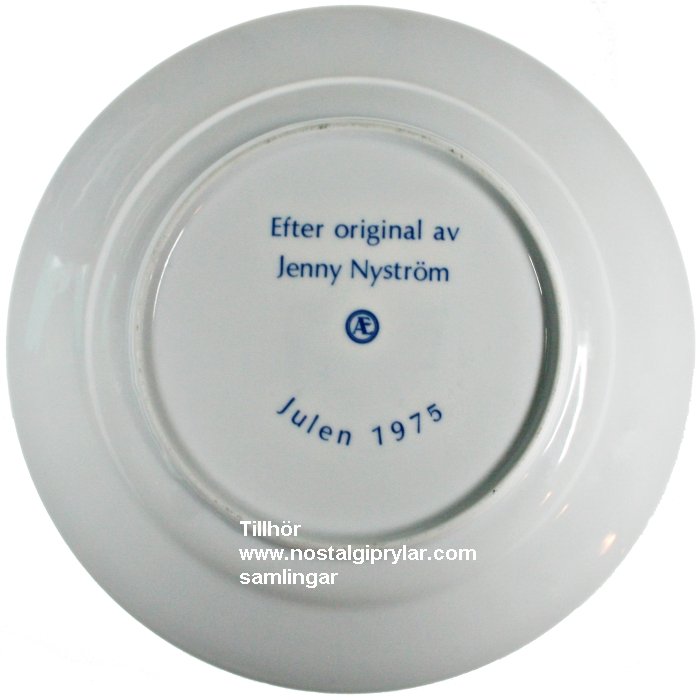 Efter original av
Jenny Nyström
Æ
Julen 1975
Tillhör
www.nostalgiprylar.com
samlingar